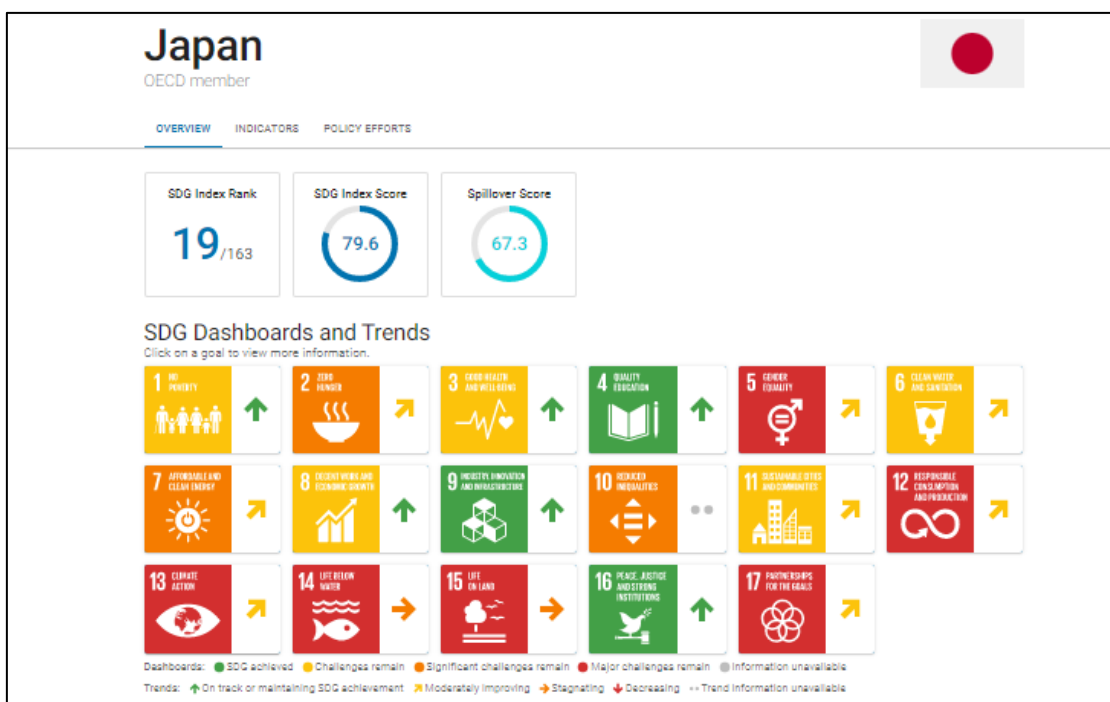 Japan
OECD member
OVERVIEW INDICATORS POLICY EFFORTS
SDG Index Rank
19/163
SDG Index Score
79.6
Spillover Score
67.3
SDG Dashboards and Trends
Click on a goal to view more information.
1 NO
POVERTY
2 ZERO
HUNGER
3 GOOD HEALTH
AND WELL-BEING
4 QUALITY
EDUCATION
5 GENDER
EQUALITY
6 CLEAN WATER
AND SANITATION
7 AFFORDABLE AND
CLEAN ENERGY
8 DECENT WORK AND
ECONOMIC GROWTH
9 INDUSTRY, INNOVATION
AND INFRASTRUCTURE
10 REDUCED
INEQUALITIES
11 SUSTAINABLE CITIES
AND COMMUNITIES
12 RESPONSIBLE
CONSUMPTION
AND PRODUCTION
13 CLIMATE
ACTION
14 LIFE BELOW
WATER
15 LIFE
ON LAND
16 PEACE, JUSTICE
AND STRONG
INSTITUTIONS
17 PARTNERSHIPS
FOR THE GOALS
Dashboards: SDG achieved Challenges remain Significant challenges remain Major challenges remain Information unavailable
Trends: On track or maintaining SDG achievement Moderately improving Stagnating Decreasing Trend information unavailable